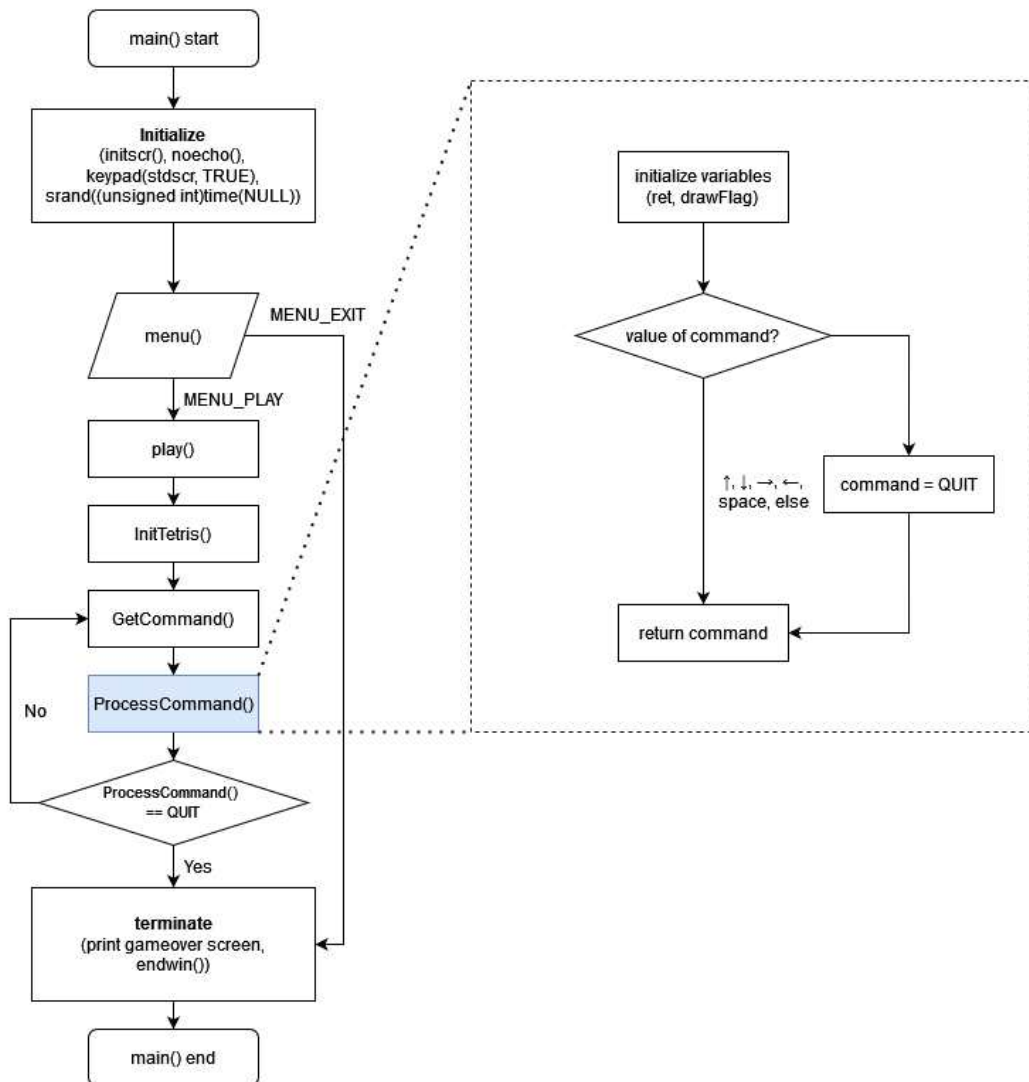 main() start
Initialize
(initscr(), noecho(),
keypad(stdscr, TRUE),
srand((unsigned int)time(NULL))
menu()
MENU_EXIT
MENU_PLAY
play()
InitTetris()
GetCommand()
ProcessCommand()
No
ProcessCommand()
== QUIT
Yes
terminate
(print gameover screen,
endwin())
main() end
initialize variables
(ret, drawFlag)
value of command?
↑, ↓, →, ←,
space, else
command = QUIT
return command